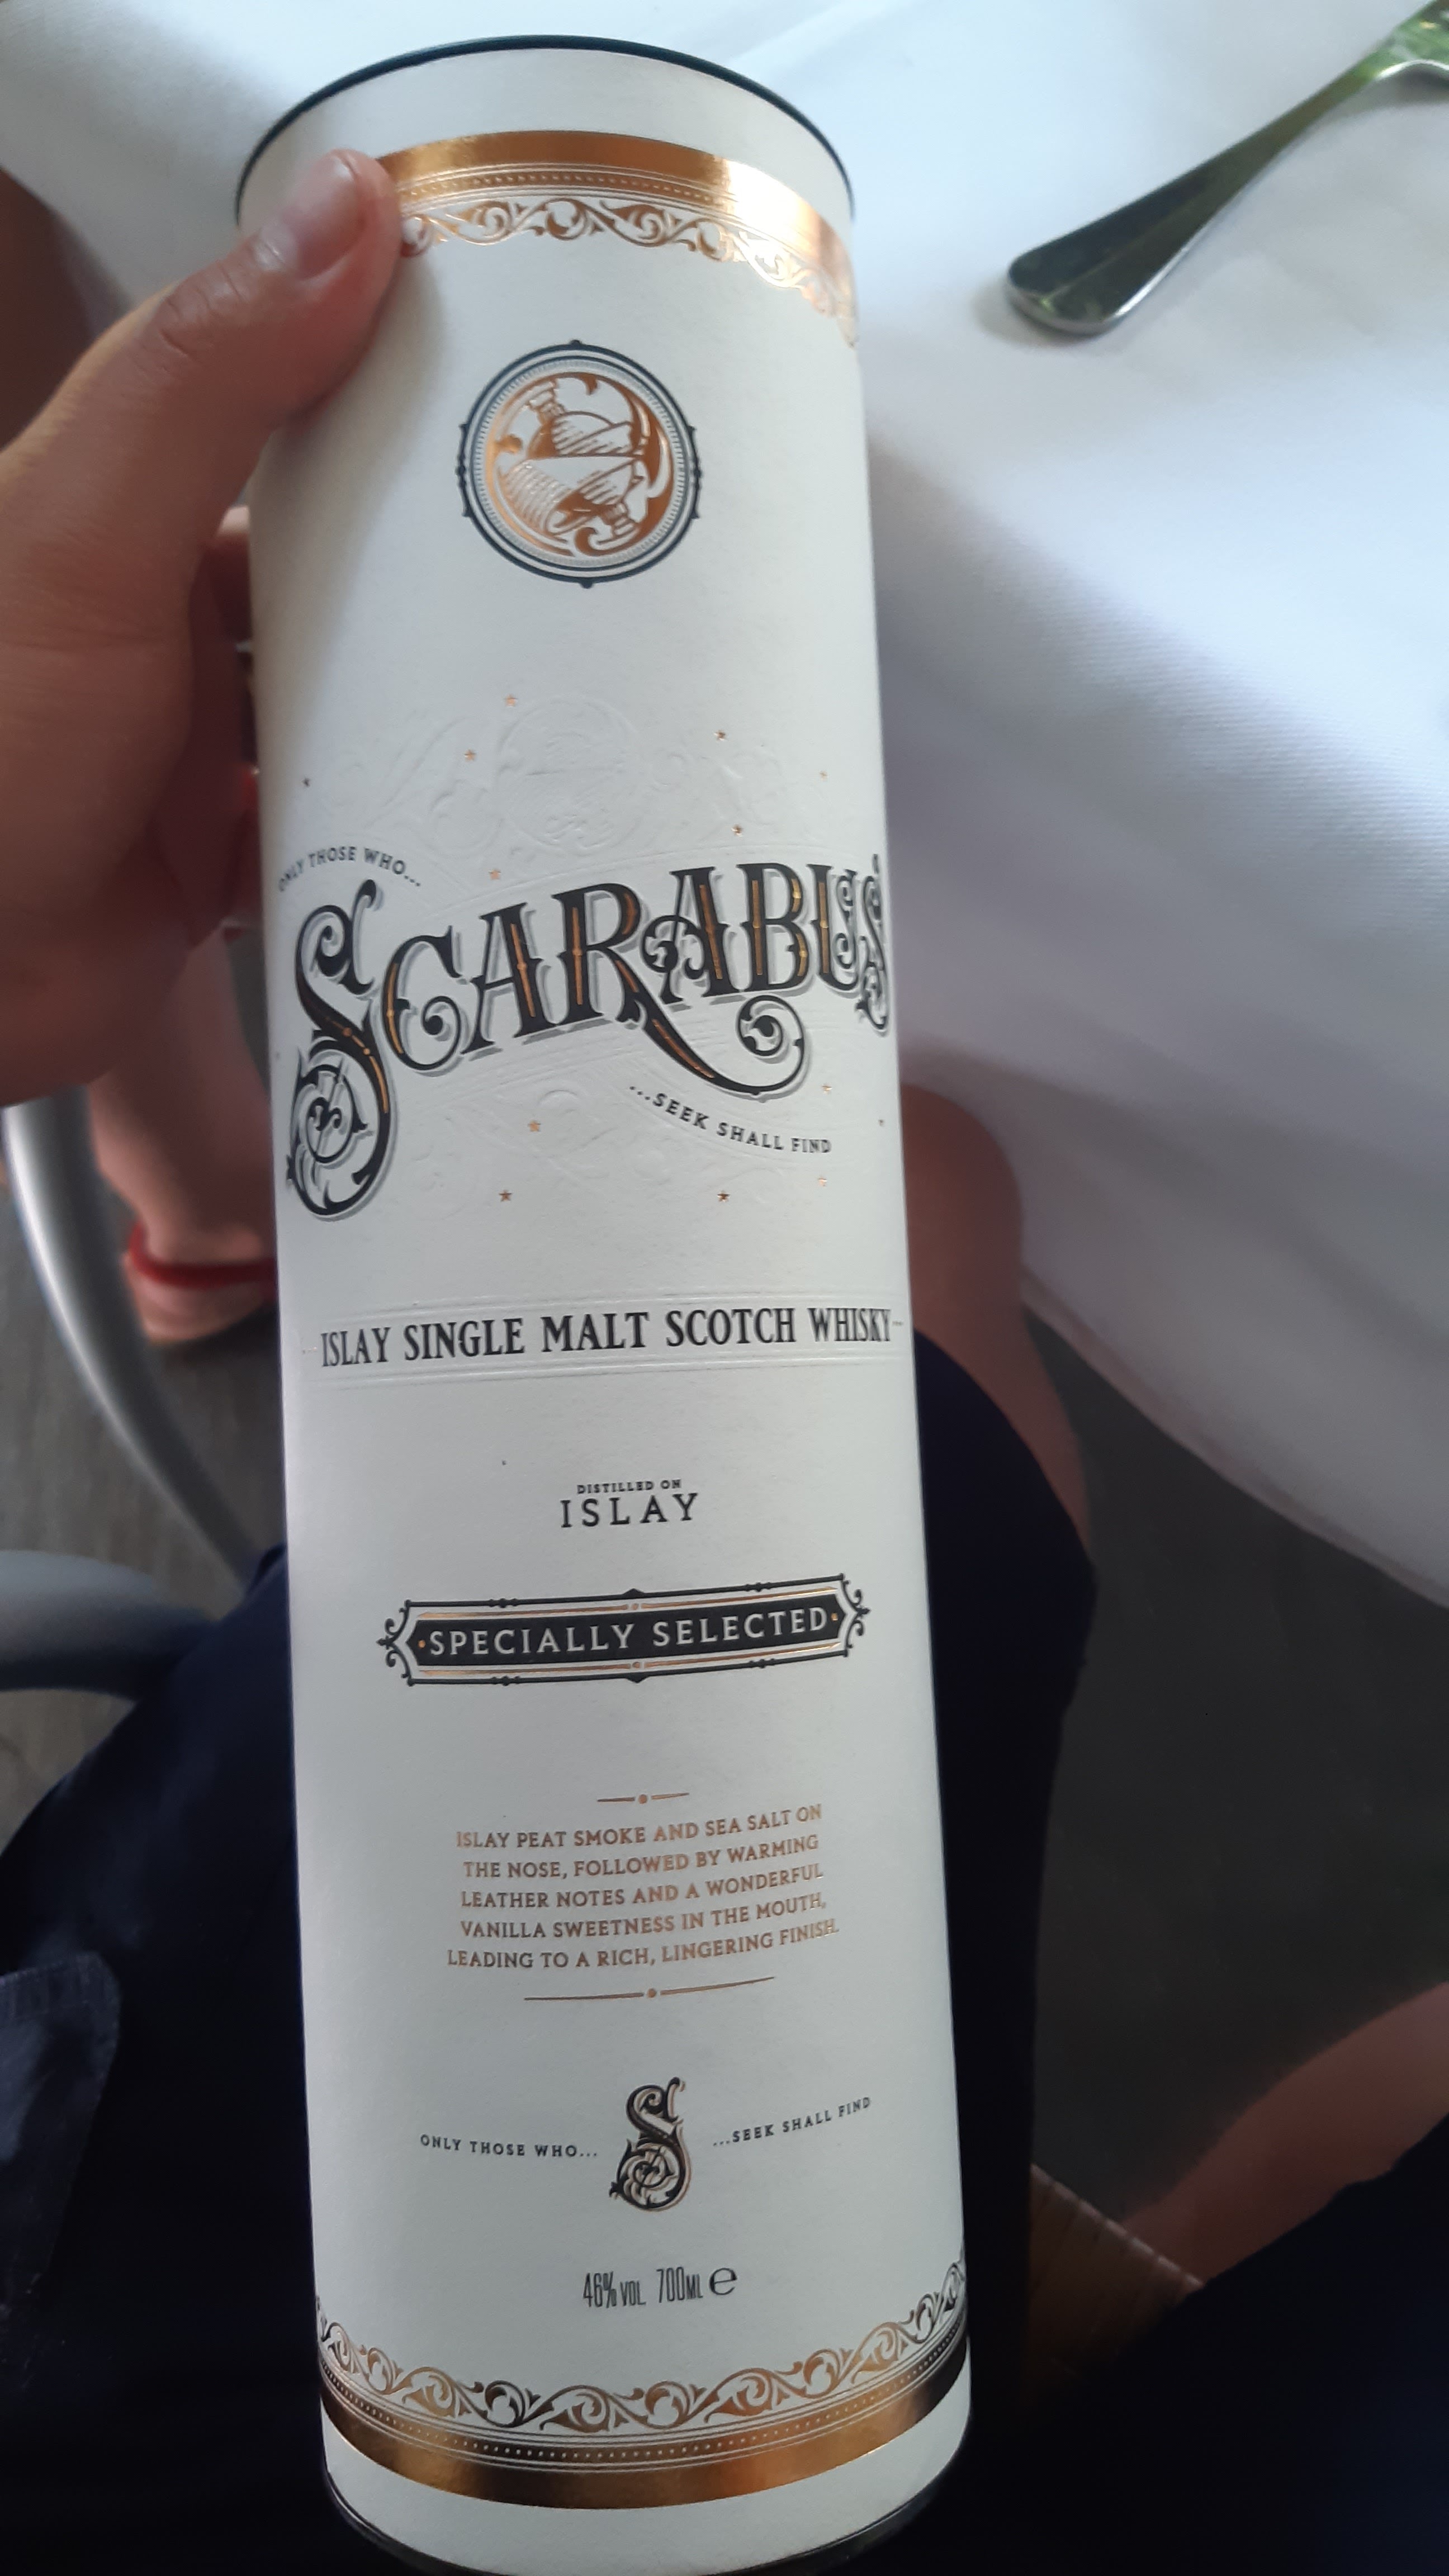 ONLY THOSE WHO...
SCARABUS
...SEEK SHALL FIND
ISLAY SINGLE MALT SCOTCH WHISKY
DISTILLED ON
ISLAY
SPECIALLY SELECTED
ISLAY PEAT SMOKE AND SEA SALT ON
THE NOSE, FOLLOWED BY WARMING
LEATHER NOTES AND A WONDERFUL
VANILLA SWEETNESS IN THE MOUTH,
LEADING TO A RICH, LINGERING FINISH.
ONLY THOSE WHO... S ...SEEK SHALL FIND
46% VOL. 700ML e